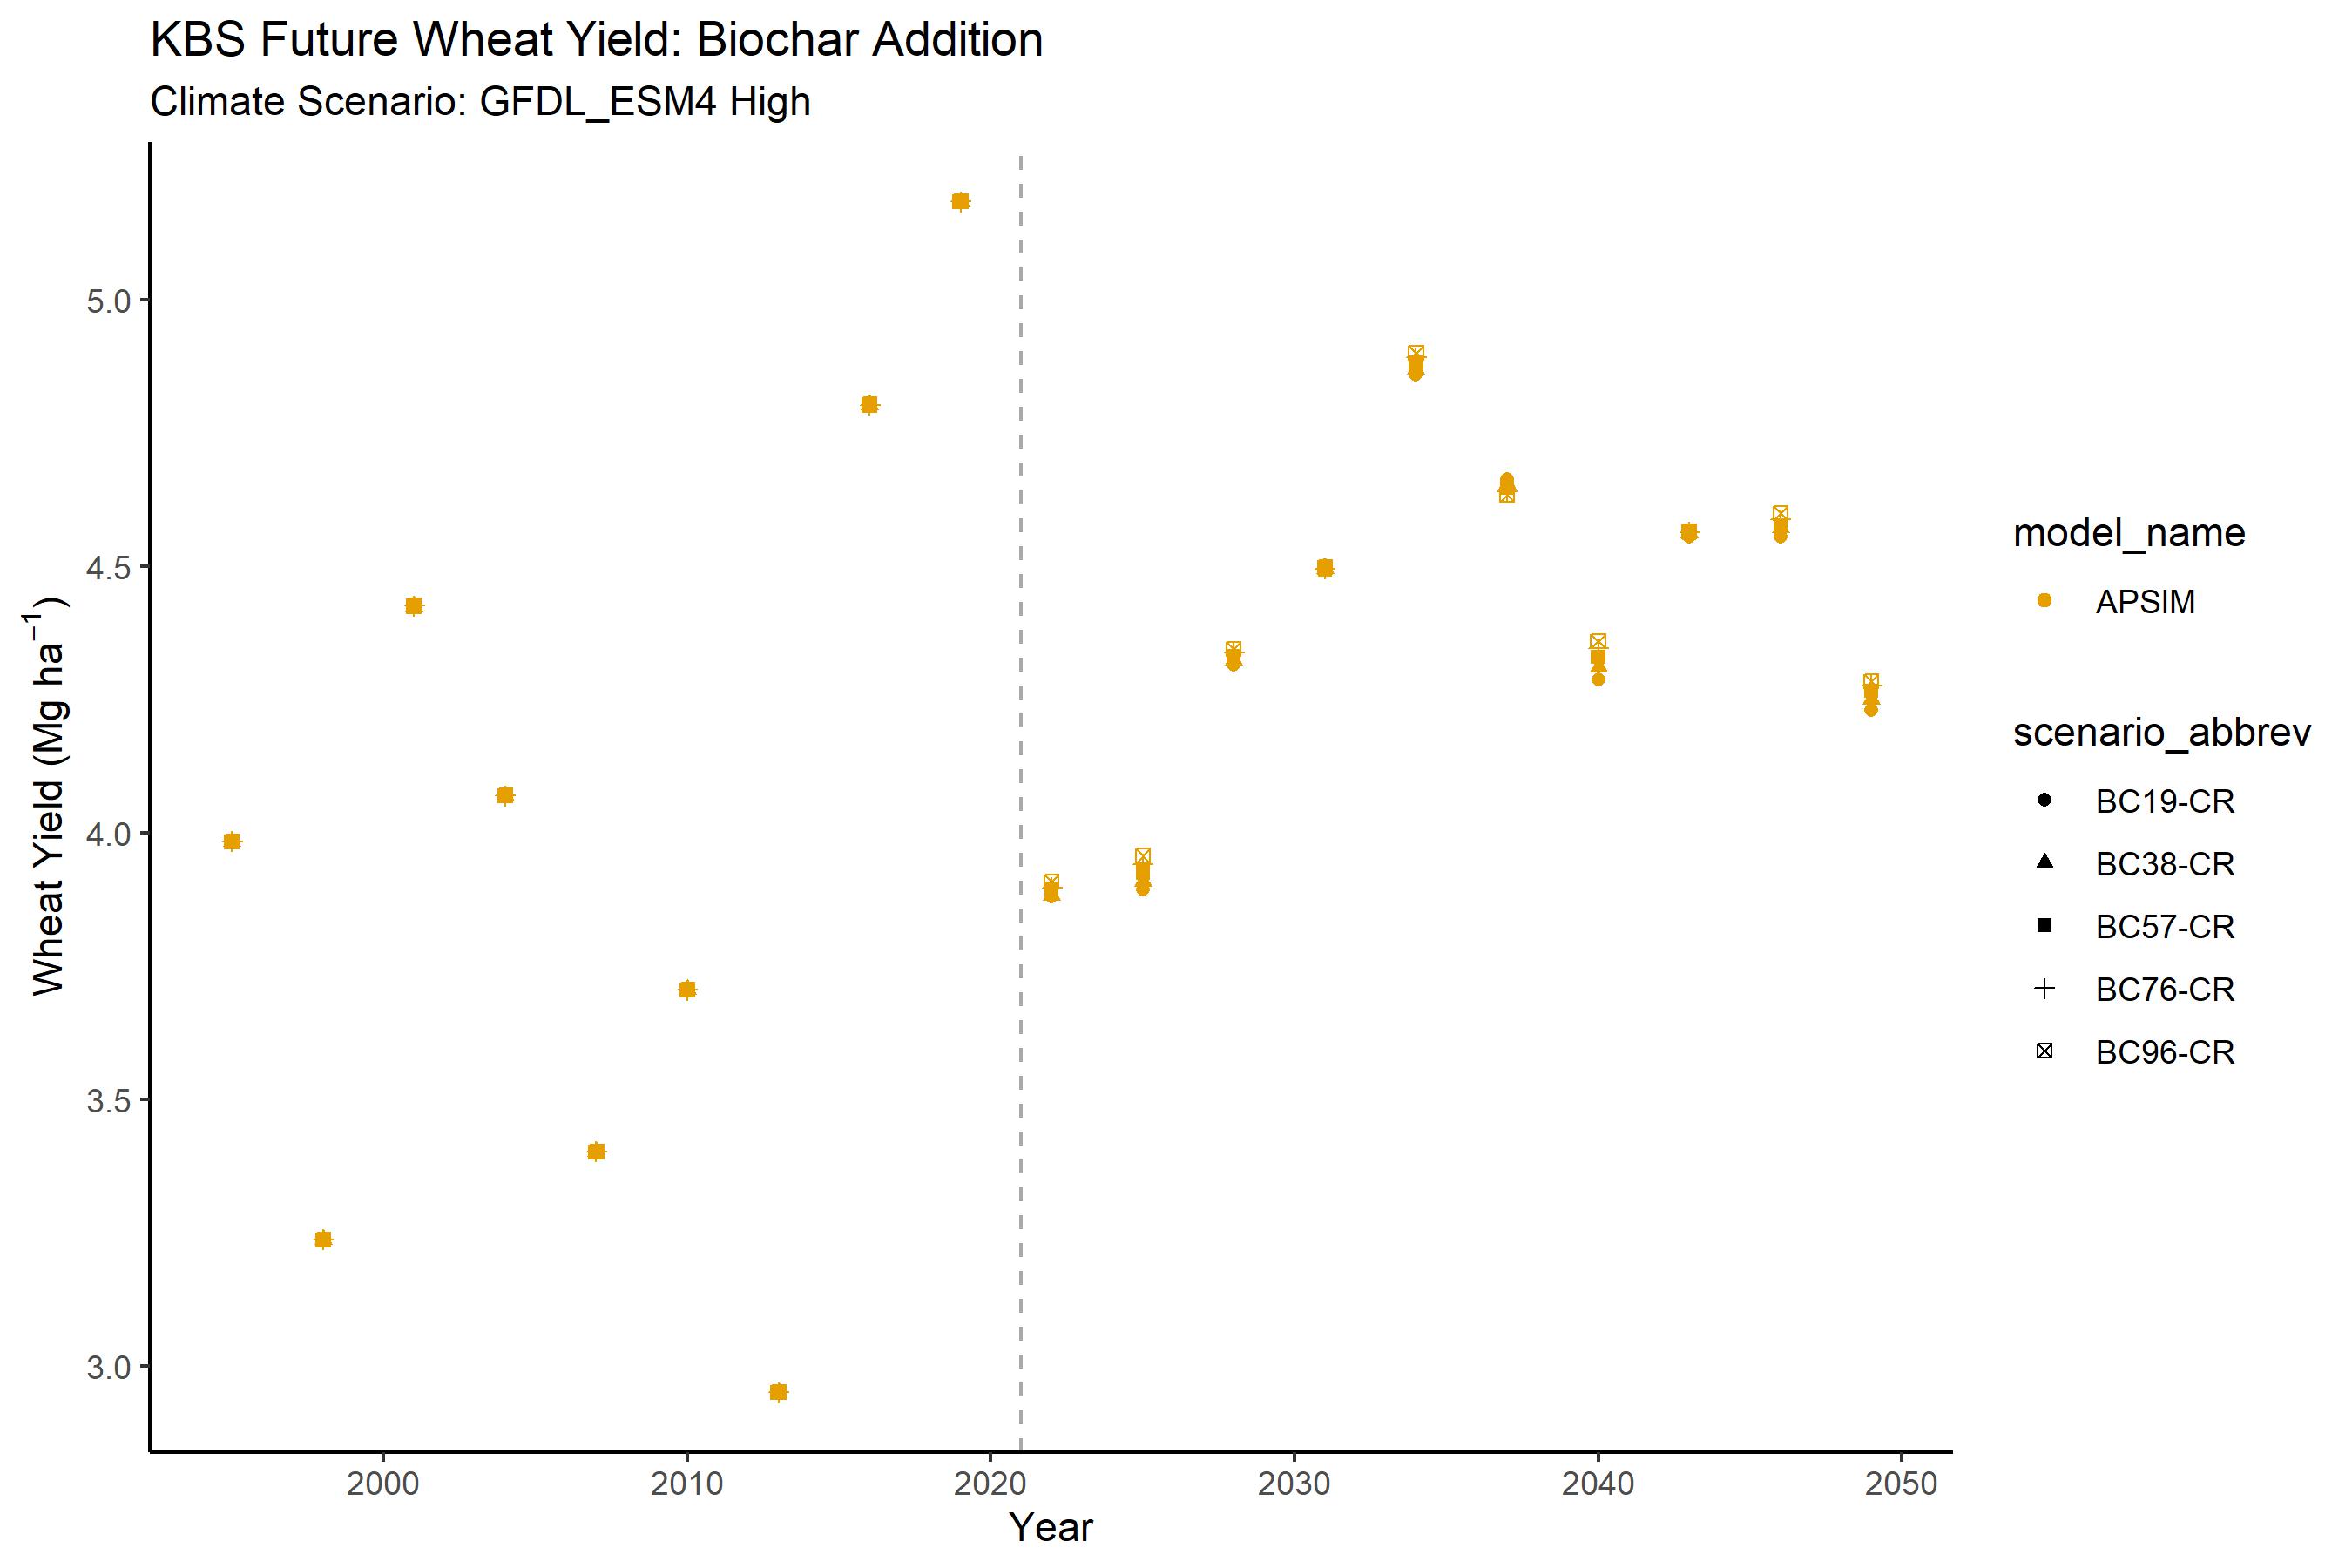 KBS Future Wheat Yield: Biochar Addition
Climate Scenario: GFDL_ESM4 High
Wheat Yield (Mg ha⁻¹)
5.0
4.5
4.0
3.5
3.0
2000
2010
2020
2030
2040
2050
Year
model_name
APSIM
scenario_abbrev
BC19-CR
BC38-CR
BC57-CR
BC76-CR
BC96-CR